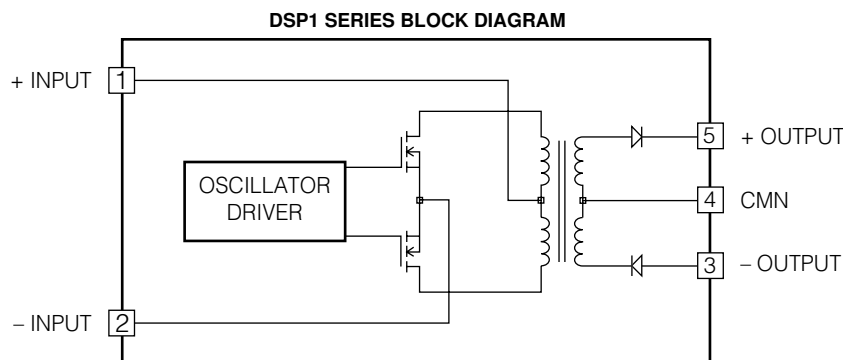 DSP1 SERIES BLOCK DIAGRAM
+ INPUT 1
5 + OUTPUT
OSCILLATOR
DRIVER
4 CMN
3 – OUTPUT
– INPUT 2